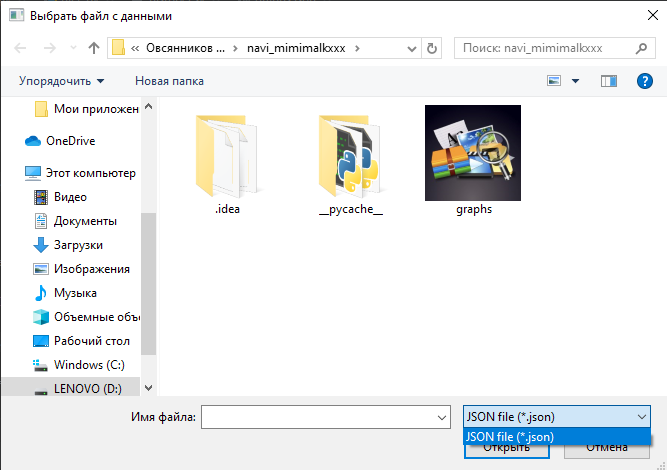 Выбрать файл с данными
« Овсянников ... › navi_mimimalkxxx ›
Поиск: navi_mimimalkxxx
Упорядочить
Новая папка
Мои приложен
OneDrive
Этот компьютер
Видео
Документы
Загрузки
Изображения
Музыка
Объемные объе
Рабочий стол
Windows (C:)
LENOVO (D:)
.idea
__pycache__
graphs
Имя файла:
JSON file (*.json)
JSON file (*.json)
Открыть
Отмена